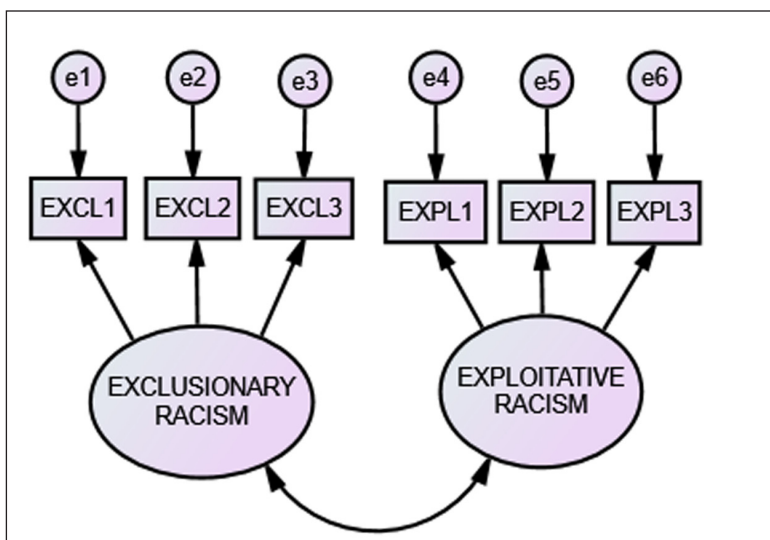 e1
e2
e3
e4
e5
e6
EXCL1
EXCL2
EXCL3
EXPL1
EXPL2
EXPL3
EXCLUSIONARY
RACISM
EXPLOITATIVE
RACISM